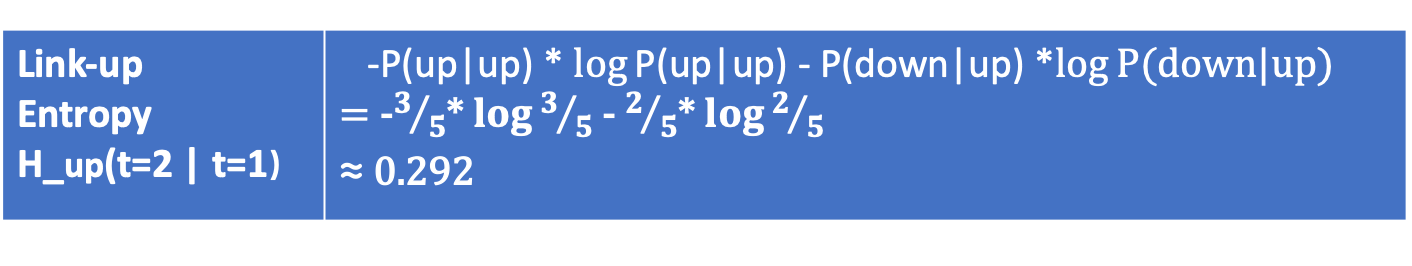 Link-up
Entropy
H_up(t=2 | t=1)
-P(up|up) * log P(up|up) - P(down|up) *log P(down|up)
= -3/5* log 3/5 - 2/5* log 2/5
≈ 0.292